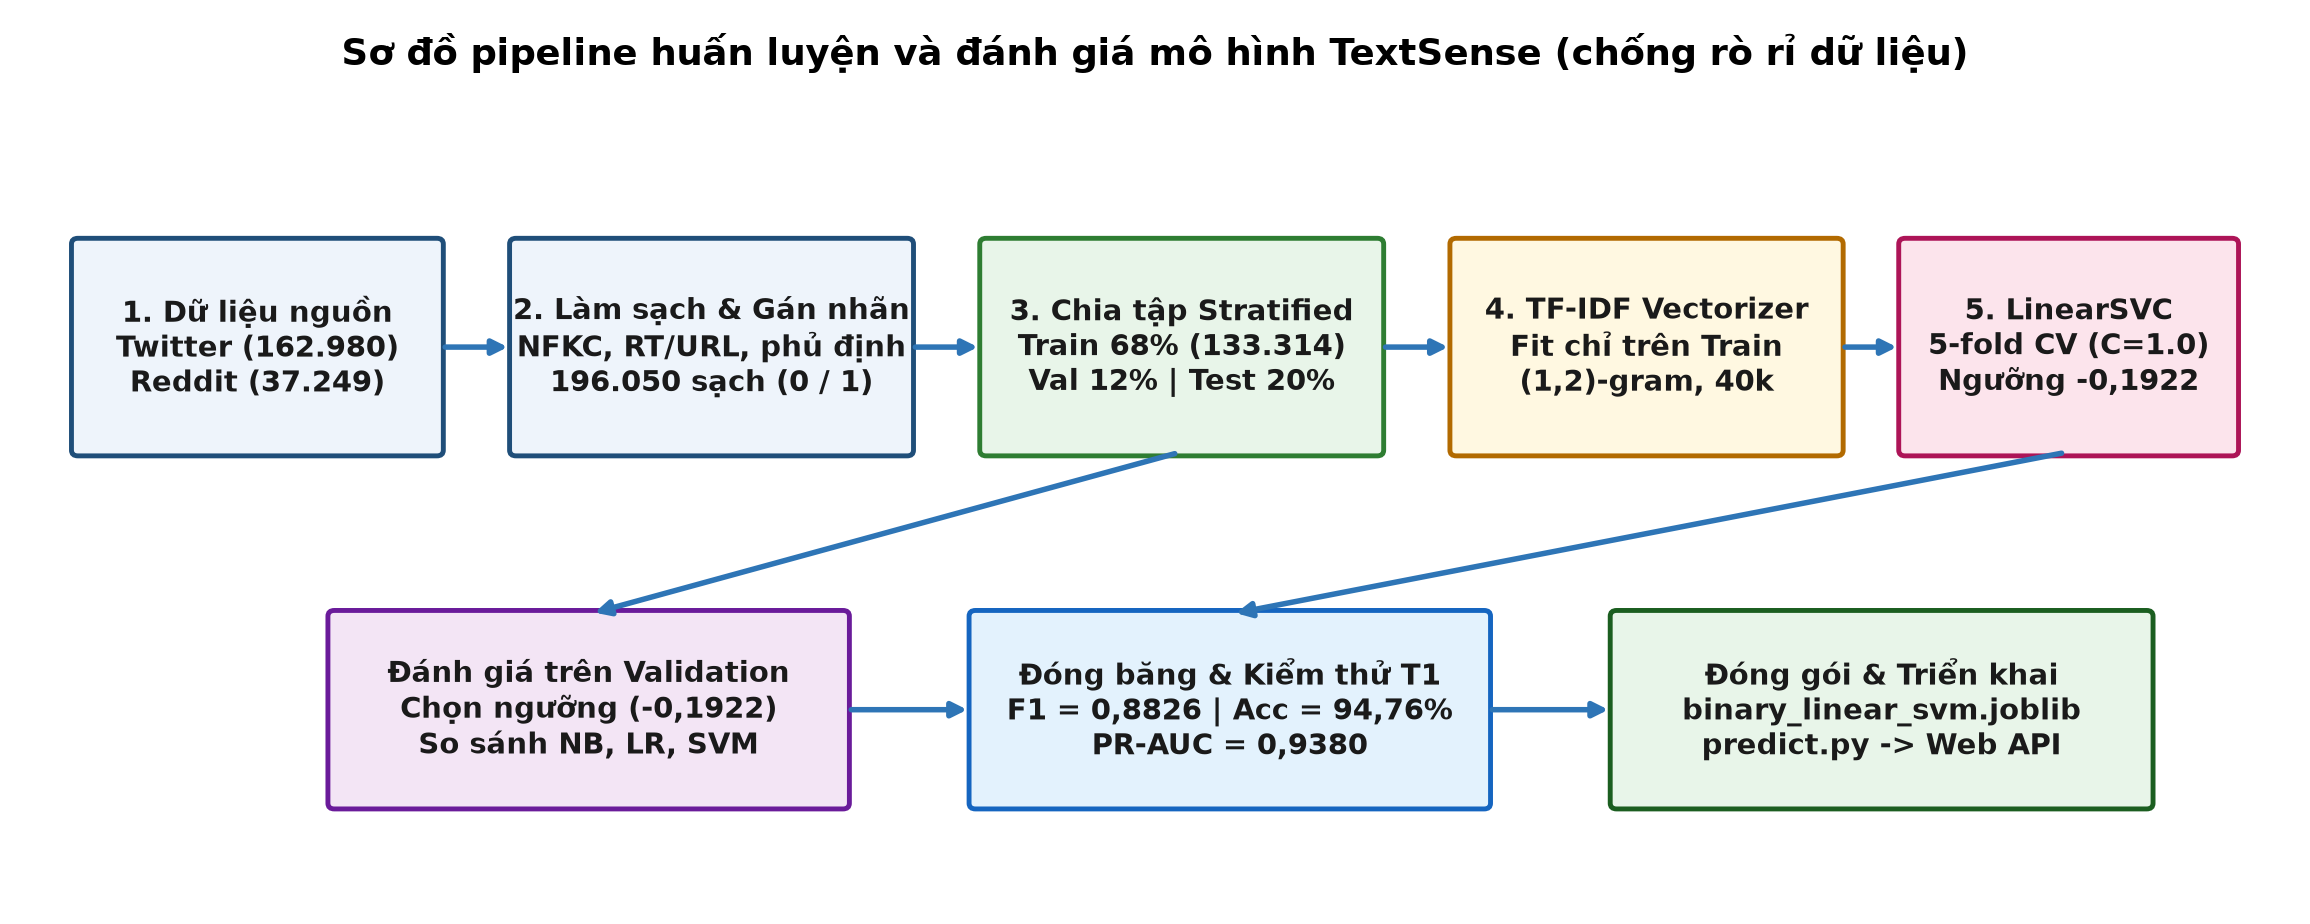 Sơ đồ pipeline huấn luyện và đánh giá mô hình TextSense (chống rò rỉ dữ liệu)
1. Dữ liệu nguồn
Twitter (162.980)
Reddit (37.249)
2. Làm sạch & Gán nhãn
NFKC, RT/URL, phủ định
196.050 sạch (0 / 1)
3. Chia tập Stratified
Train 68% (133.314)
Val 12% | Test 20%
4. TF-IDF Vectorizer
Fit chỉ trên Train
(1,2)-gram, 40k
5. LinearSVC
5-fold CV (C=1.0)
Ngưỡng -0,1922
Đánh giá trên Validation
Chọn ngưỡng (-0,1922)
So sánh NB, LR, SVM
Đóng băng & Kiểm thử T1
F1 = 0,8826 | Acc = 94,76%
PR-AUC = 0,9380
Đóng gói & Triển khai
binary_linear_svm.joblib
predict.py -> Web API